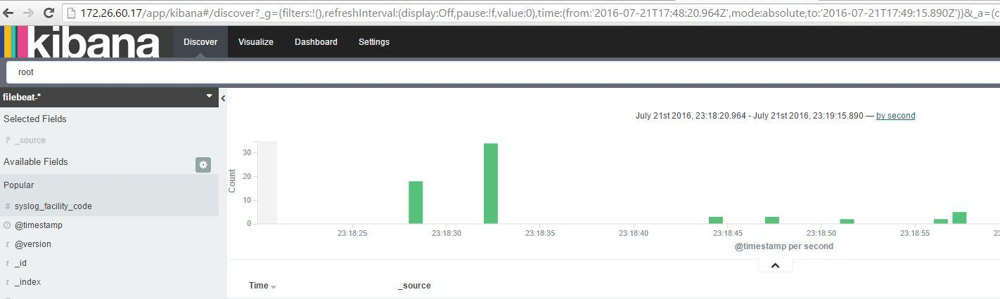 172.26.60.17/app/kibana#/discover?_g=(filters:!(),refreshInterval:(display:Off,pause:!f,value:0),time:(from:'2016-07-21T17:48:20.964Z',mode:absolute,to:'2016-07-21T17:49:15.890Z'))&_a=(c
kibana Discover Visualize Dashboard Settings
root
filebeat-*
Selected Fields
? _source
Available Fields
Popular
# syslog_facility_code
@timestamp
t @version
t _id
t _index
July 21st 2016, 23:18:20.964 - July 21st 2016, 23:19:15.890 — by second
Count
30
20
10
0
23:18:25 23:18:30 23:18:35 23:18:40 23:18:45 23:18:50 23:18:55
@timestamp per second
Time _source